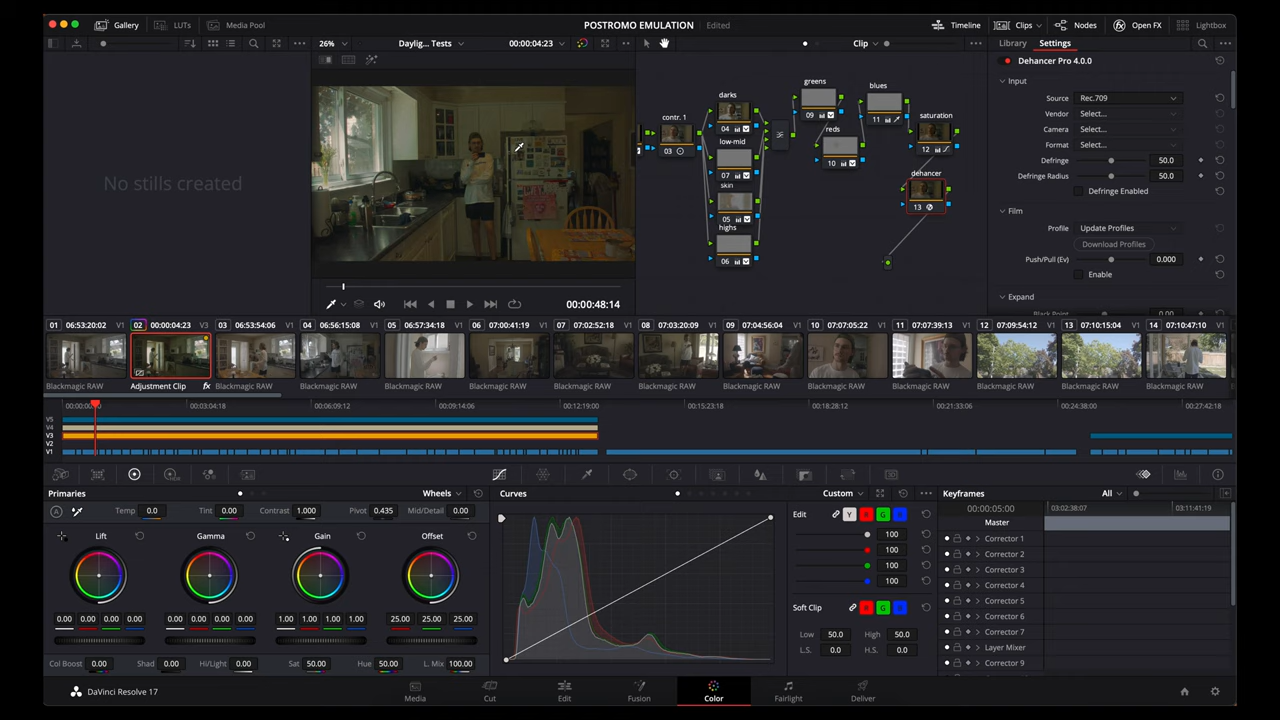 Gallery LUTs Media Pool POSTROMO EMULATION Edited Timeline Clips Nodes Open FX Lightbox
26% Daylig... Tests 00:00:04:23 Clip Library Settings
No stills created
contr. 1
03
darks
04
low-mid
07
skin
05
highs
06
greens
09
reds
10
blues
11
saturation
12
dehancer
13
Dehancer Pro 4.0.0
Input
Source Rec.709
Vendor Select...
Camera Select...
Format Select...
Defringe 50.0
Defringe Radius 50.0
Defringe Enabled
Film
Profile Update Profiles
Download Profiles
Push/Pull (Ev) 0.000
Enable
Expand
00:00:48:14
01 06:53:20:02 V1 02 00:00:04:23 V3 03 06:53:54:06 V1 04 06:56:15:08 V1 05 06:57:34:18 V1 06 07:00:41:19 V1 07 07:02:52:18 V1 08 07:03:20:09 V1 09 07:04:56:04 V1 10 07:07:05:22 V1 11 07:07:39:13 V1 12 07:09:54:12 V1 13 07:10:15:04 V1 14 07:10:47:10 V1
Blackmagic RAW Adjustment Clip fx Blackmagic RAW Blackmagic RAW Blackmagic RAW Blackmagic RAW Blackmagic RAW Blackmagic RAW Blackmagic RAW Blackmagic RAW Blackmagic RAW Blackmagic RAW Blackmagic RAW Blackmagic RAW
00:03:04:18 00:06:09:12 00:09:14:06 00:12:19:00 00:15:23:18 00:18:28:12 00:21:33:06 00:24:38:00 00:27:42:18
V5
V4
V3
V2
V1
Primaries Wheels Curves Custom Keyframes All
Temp 0.0 Tint 0.00 Contrast 1.000 Pivot 0.435 Mid/Detail 0.00
Lift Gamma Gain Offset
0.00 0.00 0.00 0.00 0.00 0.00 0.00 0.00 1.00 1.00 1.00 1.00 25.00 25.00 25.00
Col Boost 0.00 Shad 0.00 Hi/Light 0.00 Sat 50.00 Hue 50.00 L. Mix 100.00
Edit Y R G B
100
100
100
100
Soft Clip R G B
Low 50.0 High 50.0
L.S. 0.0 H.S. 0.0
00:00:05:00 03:02:38:07 03:11:41:19
Master
Corrector 1
Corrector 2
Corrector 3
Corrector 4
Corrector 5
Corrector 6
Corrector 7
Layer Mixer
Corrector 9
DaVinci Resolve 17 Media Cut Edit Fusion Color Fairlight Deliver